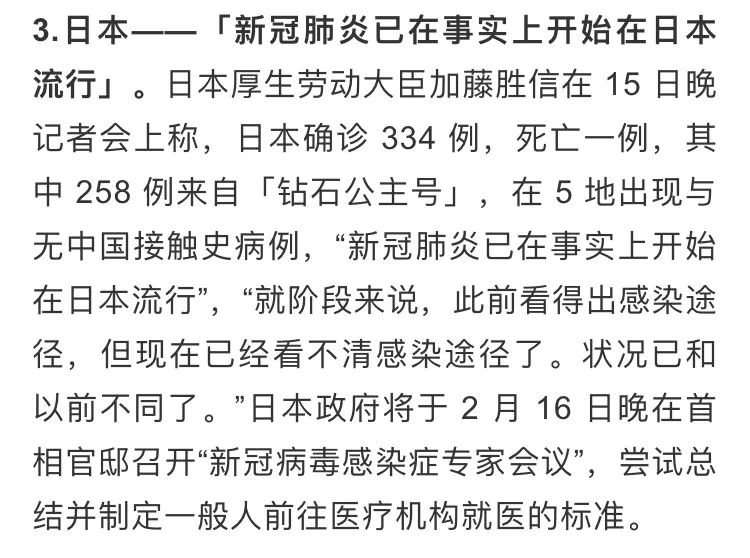 3.日本——「新冠肺炎已在事实上开始在日本
流行」。日本厚生劳动大臣加藤胜信在 15 日晚
记者会上称，日本确诊 334 例，死亡一例，其
中 258 例来自「钻石公主号」，在 5 地出现与
无中国接触史病例，“新冠肺炎已在事实上开始
在日本流行”，“就阶段来说，此前看得出感染途
径，但现在已经看不清感染途径了。状况已和
以前不同了。”日本政府将于 2 月 16 日晚在首
相官邸召开“新冠病毒感染症专家会议”，尝试总
结并制定一般人前往医疗机构就医的标准。